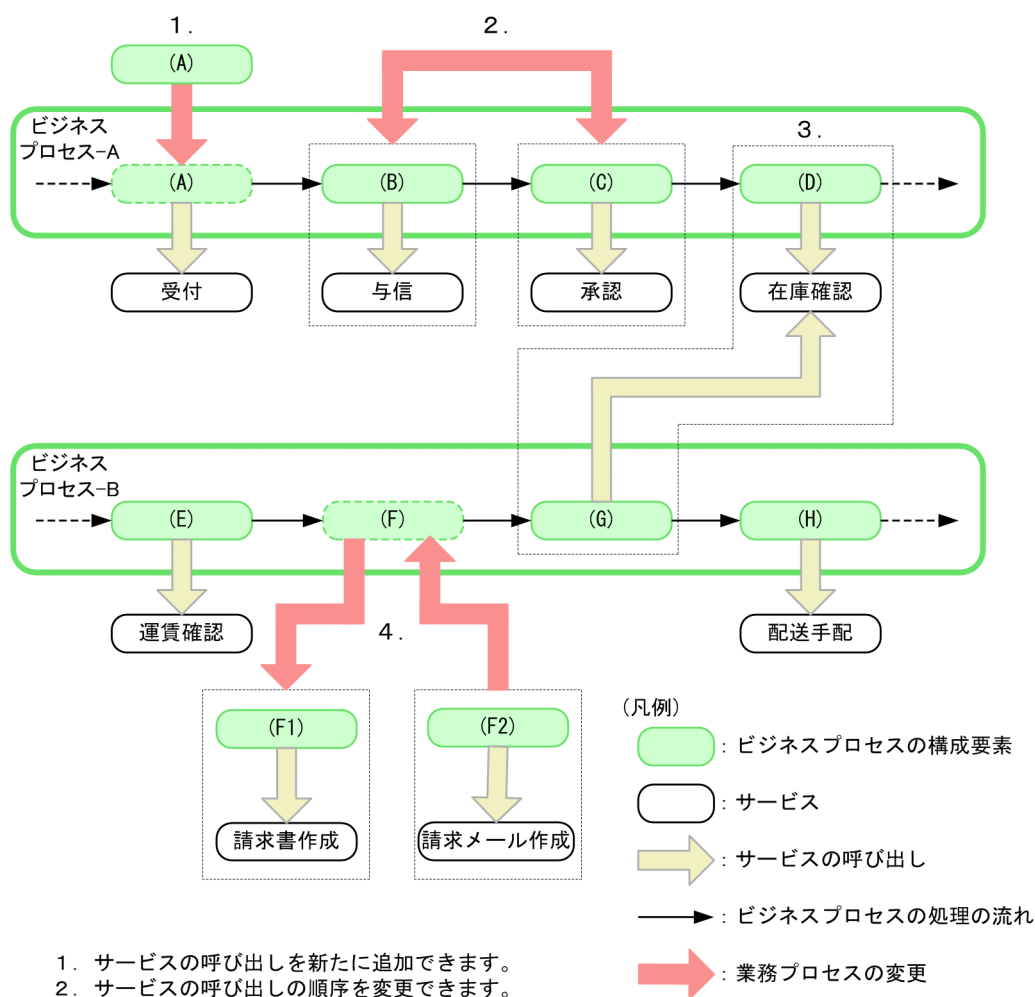 1. 2.
(A)
ビジネス
プロセス-A
3.
(A) (B) (C) (D)
受付 与信 承認 在庫確認
ビジネス
プロセス-B
(E) (F) (G) (H)
運賃確認 4. 配送手配
(F1) (F2)
請求書作成 請求メール作成
(凡例)
: ビジネスプロセスの構成要素
: サービス
: サービスの呼び出し
: ビジネスプロセスの処理の流れ
: 業務プロセスの変更
1. サービスの呼び出しを新たに追加できます。
2. サービスの呼び出しの順序を変更できます。